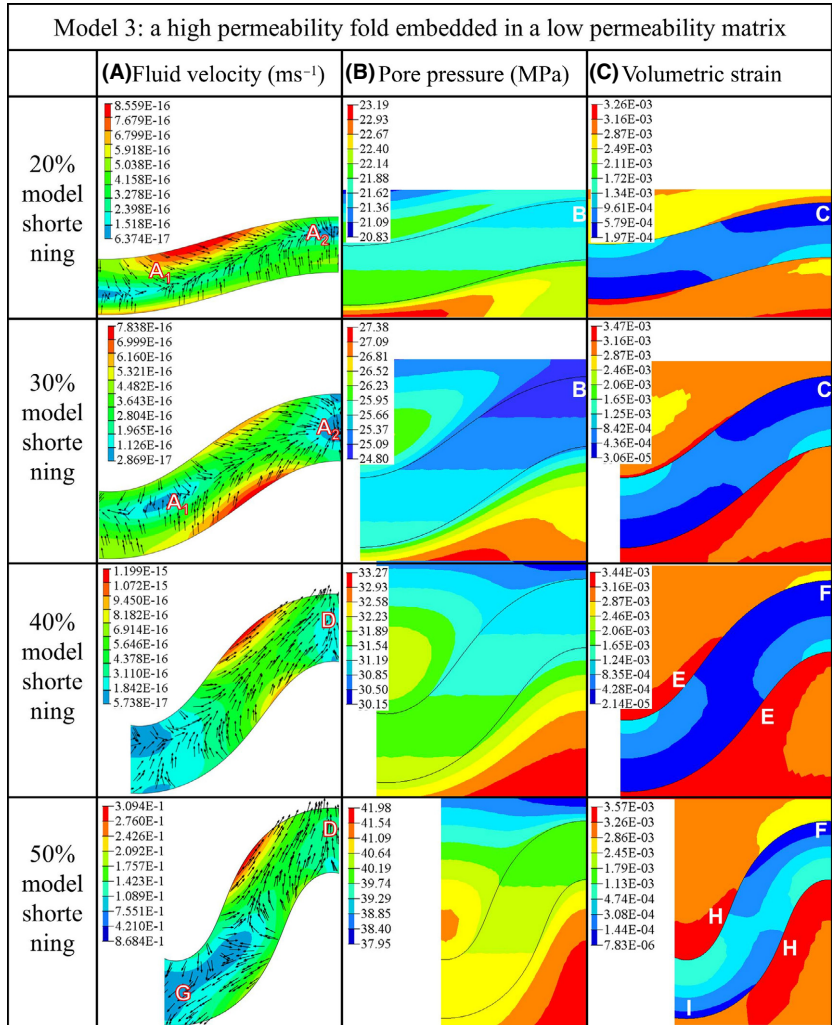 Model 3: a high permeability fold embedded in a low permeability matrix
(A) Fluid velocity (ms⁻¹)
(B) Pore pressure (MPa)
(C) Volumetric strain
20%
model
shorte
ning
8.559E-16
7.679E-16
6.799E-16
5.918E-16
5.038E-16
4.158E-16
3.278E-16
2.398E-16
1.518E-16
6.374E-17
A₁
A₂
23.19
22.93
22.67
22.40
22.14
21.88
21.62
21.36
21.09
20.83
B
3.26E-03
3.16E-03
2.87E-03
2.49E-03
2.11E-03
1.72E-03
1.34E-03
9.61E-04
5.79E-04
1.97E-04
C
30%
model
shorte
ning
7.838E-16
6.999E-16
6.160E-16
5.321E-16
4.482E-16
3.643E-16
2.804E-16
1.965E-16
1.126E-16
2.869E-17
A₁
A₂
27.38
27.09
26.81
26.52
26.23
25.95
25.66
25.37
25.09
24.80
B
3.47E-03
3.16E-03
2.87E-03
2.46E-03
2.06E-03
1.65E-03
1.25E-03
8.42E-04
4.36E-04
3.06E-05
C
40%
model
shorte
ning
1.199E-15
1.072E-15
9.450E-16
8.182E-16
6.914E-16
5.646E-16
4.378E-16
3.110E-16
1.842E-16
5.738E-17
D
33.27
32.93
32.58
32.23
31.89
31.54
31.19
30.85
30.50
30.15
3.44E-03
3.16E-03
2.87E-03
2.46E-03
2.06E-03
1.65E-03
1.24E-03
8.35E-04
4.28E-04
2.14E-05
E
E
F
50%
model
shorte
ning
3.094E-1
2.760E-1
2.426E-1
2.092E-1
1.757E-1
1.423E-1
1.089E-1
7.551E-1
4.210E-1
8.684E-1
D
G
41.98
41.54
41.09
40.64
40.19
39.74
39.29
38.85
38.40
37.95
3.57E-03
3.26E-03
2.86E-03
2.45E-03
1.79E-03
1.13E-03
4.74E-04
3.08E-04
1.44E-04
7.83E-06
F
H
H
I